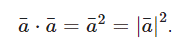 ā · ā = ā² = |ā|².